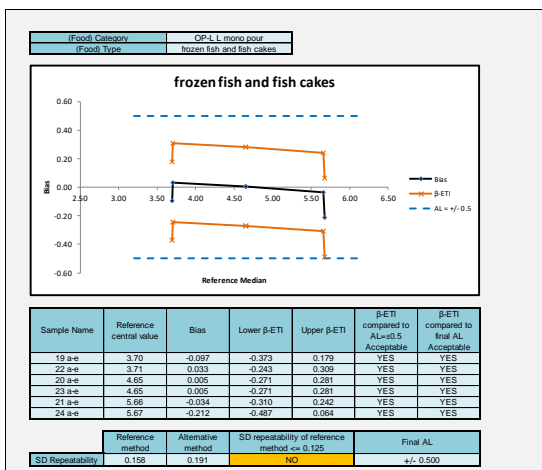 (Food) Category OP-L L mono pour
(Food) Type frozen fish and fish cakes
frozen fish and fish cakes
0.60
0.40
0.20
0.00
-0.20
-0.40
-0.60
2.50 3.00 3.50 4.00 4.50 5.00 5.50 6.00 6.50
Bias
Reference Median
Bias
β-ETI
AL = +/- 0.5
Sample Name Reference central value Bias Lower β-ETI Upper β-ETI β-ETI compared to AL=±0.5 Acceptable β-ETI compared to final AL Acceptable
19 a-e 3.70 -0.097 -0.373 0.179 YES YES
22 a-e 3.71 0.033 -0.243 0.309 YES YES
20 a-e 4.65 0.005 -0.271 0.281 YES YES
23 a-e 4.65 0.005 -0.271 0.281 YES YES
21 a-e 5.66 -0.034 -0.310 0.242 YES YES
24 a-e 5.67 -0.212 -0.487 0.064 YES YES
Reference method Alternative method SD repeatability of reference method <= 0.125 Final AL
SD Repeatability 0.158 0.191 NO +/- 0.500